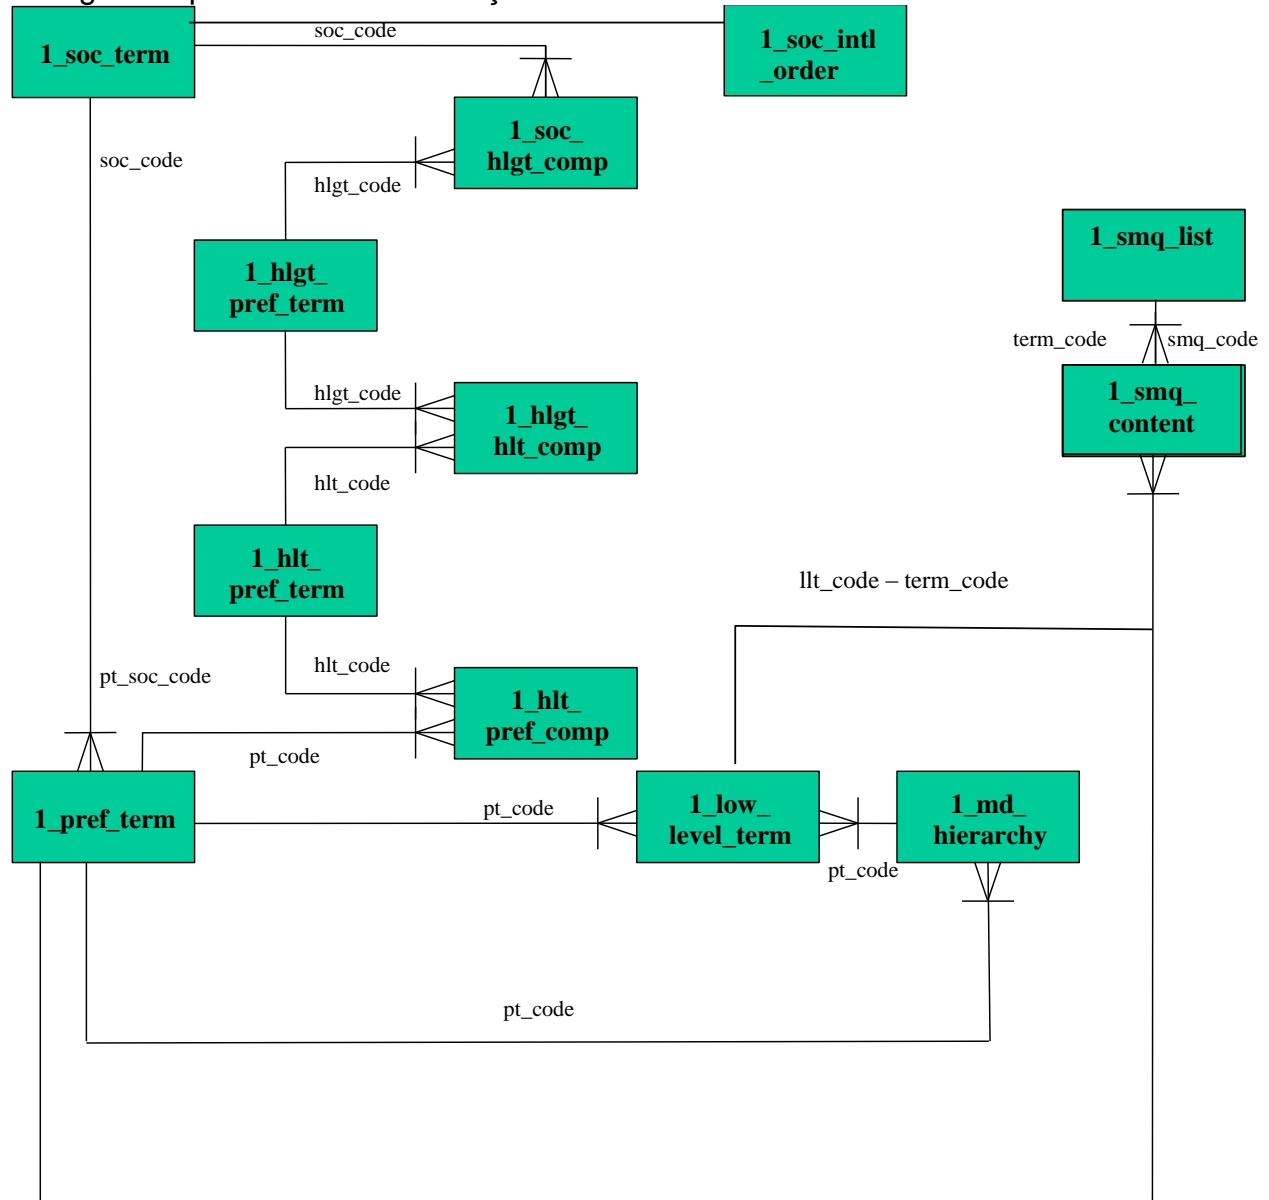 soc_code
1_soc_term
1_soc_intl
_order
1_soc_
hlgt_comp
soc_code
hlgt_code
1_smq_list
1_hlgt_
pref_term
term_code
smq_code
hlgt_code
1_hlgt_
hlt_comp
1_smq_
content
hlt_code
1_hlt_
pref_term
llt_code – term_code
hlt_code
pt_soc_code
1_hlt_
pref_comp
pt_code
1_pref_term
pt_code
1_low_
level_term
1_md_
hierarchy
pt_code
pt_code